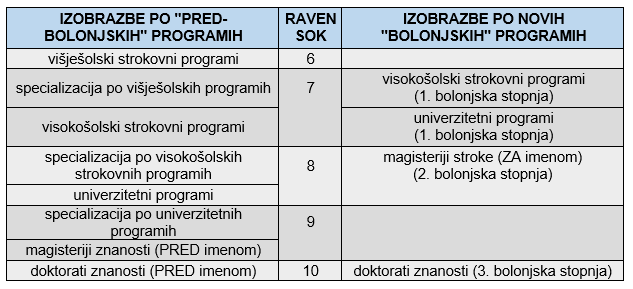 IZOBRAZBE PO "PRED-
BOLONJSKIH" PROGRAMIH
RAVEN
SOK
IZOBRAZBE PO NOVIH
"BOLONJSKIH" PROGRAMIH
višješolski strokovni programi
6
specializacija po višješolskih programih
7
visokošolski strokovni programi
(1. bolonjska stopnja)
visokošolski strokovni programi
univerzitetni programi
(1. bolonjska stopnja)
specializacija po visokošolskih
strokovnih programih
8
magisteriji stroke (ZA imenom)
(2. bolonjska stopnja)
univerzitetni programi
specializacija po univerzitetnih
programih
9
magisteriji znanosti (PRED imenom)
doktorati znanosti (PRED imenom)
10
doktorati znanosti (3. bolonjska stopnja)